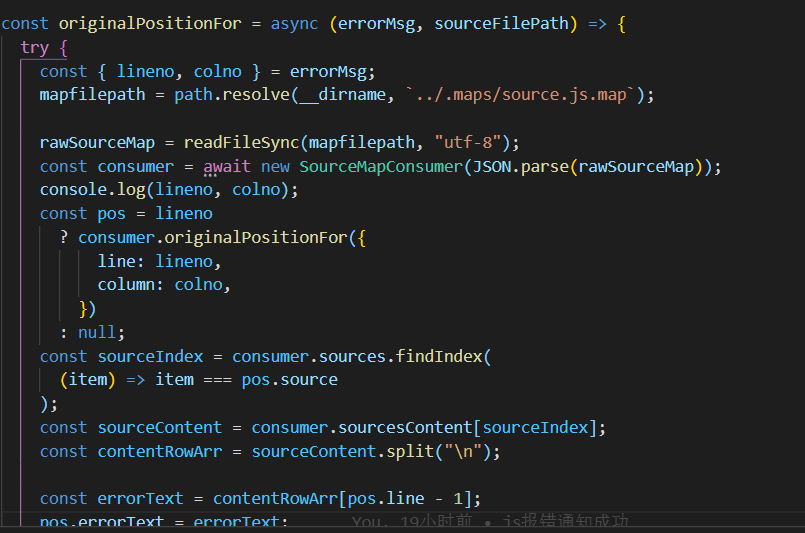 const originalPositionFor = async (errorMsg, sourceFilePath) => {
  try {
    const { lineno, colno } = errorMsg;
    mapfilepath = path.resolve(__dirname, `../.maps/source.js.map`);

    rawSourceMap = readFileSync(mapfilepath, "utf-8");
    const consumer = await new SourceMapConsumer(JSON.parse(rawSourceMap));
    console.log(lineno, colno);
    const pos = lineno
      ? consumer.originalPositionFor({
          line: lineno,
          column: colno,
        })
      : null;
    const sourceIndex = consumer.sources.findIndex(
      (item) => item === pos.source
    );
    const sourceContent = consumer.sourcesContent[sourceIndex];
    const contentRowArr = sourceContent.split("\n");

    const errorText = contentRowArr[pos.line - 1];
    pos.errorText = errorText;      You, 19小时前 • js报错通知成功